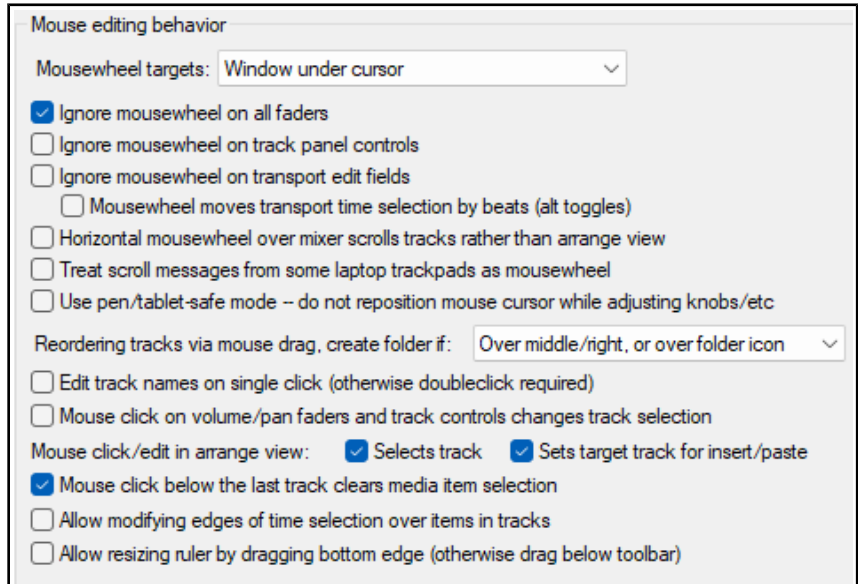 Mouse editing behavior
Mousewheel targets: Window under cursor
Ignore mousewheel on all faders
Ignore mousewheel on track panel controls
Ignore mousewheel on transport edit fields
Mousewheel moves transport time selection by beats (alt toggles)
Horizontal mousewheel over mixer scrolls tracks rather than arrange view
Treat scroll messages from some laptop trackpads as mousewheel
Use pen/tablet-safe mode -- do not reposition mouse cursor while adjusting knobs/etc
Reordering tracks via mouse drag, create folder if: Over middle/right, or over folder icon
Edit track names on single click (otherwise doubleclick required)
Mouse click on volume/pan faders and track controls changes track selection
Mouse click/edit in arrange view: Selects track Sets target track for insert/paste
Mouse click below the last track clears media item selection
Allow modifying edges of time selection over items in tracks
Allow resizing ruler by dragging bottom edge (otherwise drag below toolbar)